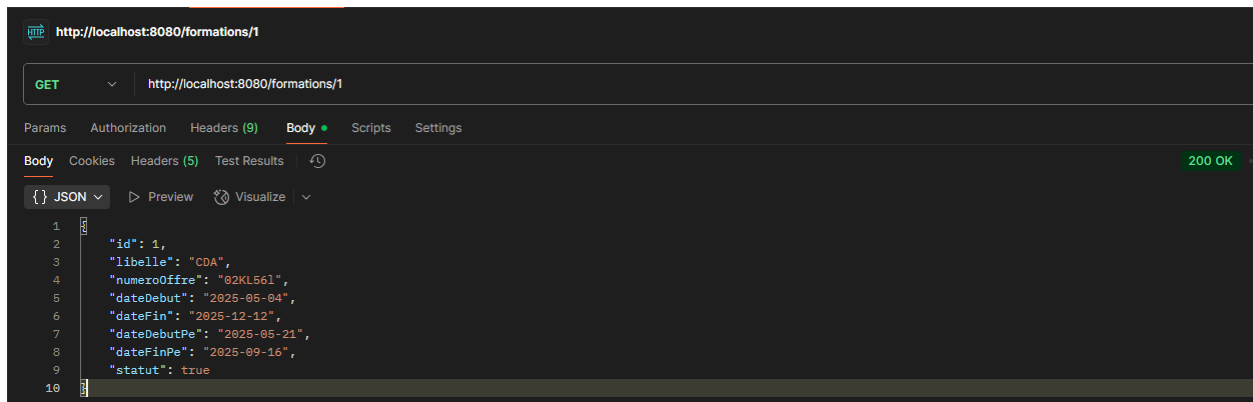 HTTP http://localhost:8080/formations/1
GET http://localhost:8080/formations/1
Params Authorization Headers (9) Body Scripts Settings
Body Cookies Headers (5) Test Results 200 OK
{} JSON Preview Visualize
1 {
2 "id": 1,
3 "libelle": "CDA",
4 "numeroOffre": "02KL56l",
5 "dateDebut": "2025-05-04",
6 "dateFin": "2025-12-12",
7 "dateDebutPe": "2025-05-21",
8 "dateFinPe": "2025-09-16",
9 "statut": true
10 }